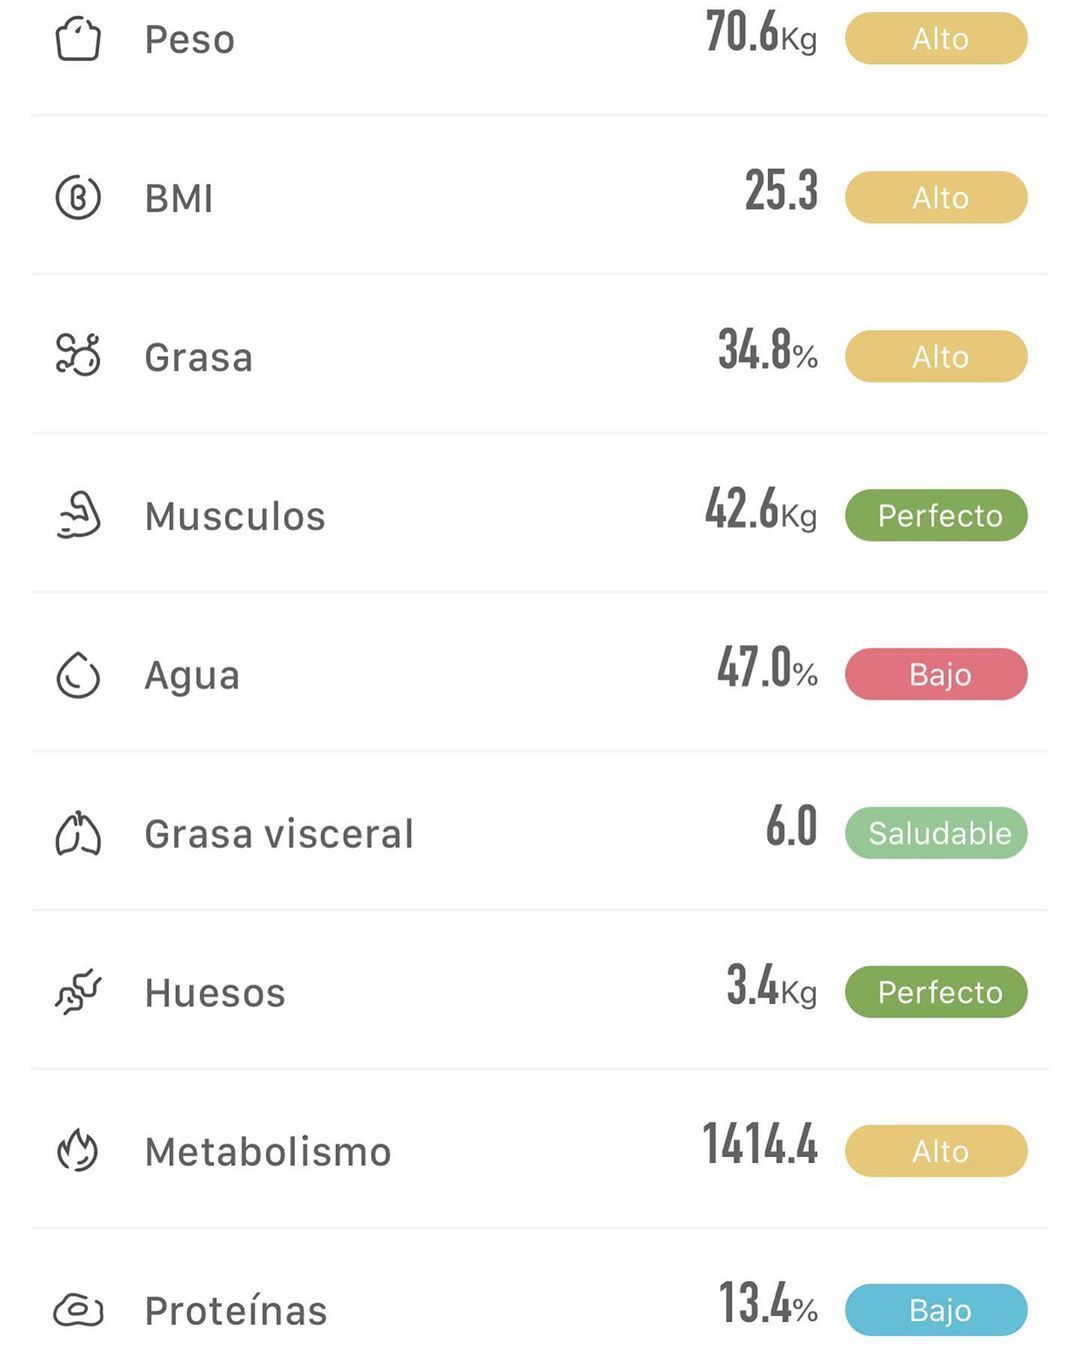 Peso 70.6Kg Alto
BMI 25.3 Alto
Grasa 34.8% Alto
Musculos 42.6Kg Perfecto
Agua 47.0% Bajo
Grasa visceral 6.0 Saludable
Huesos 3.4Kg Perfecto
Metabolismo 1414.4 Alto
Proteínas 13.4% Bajo